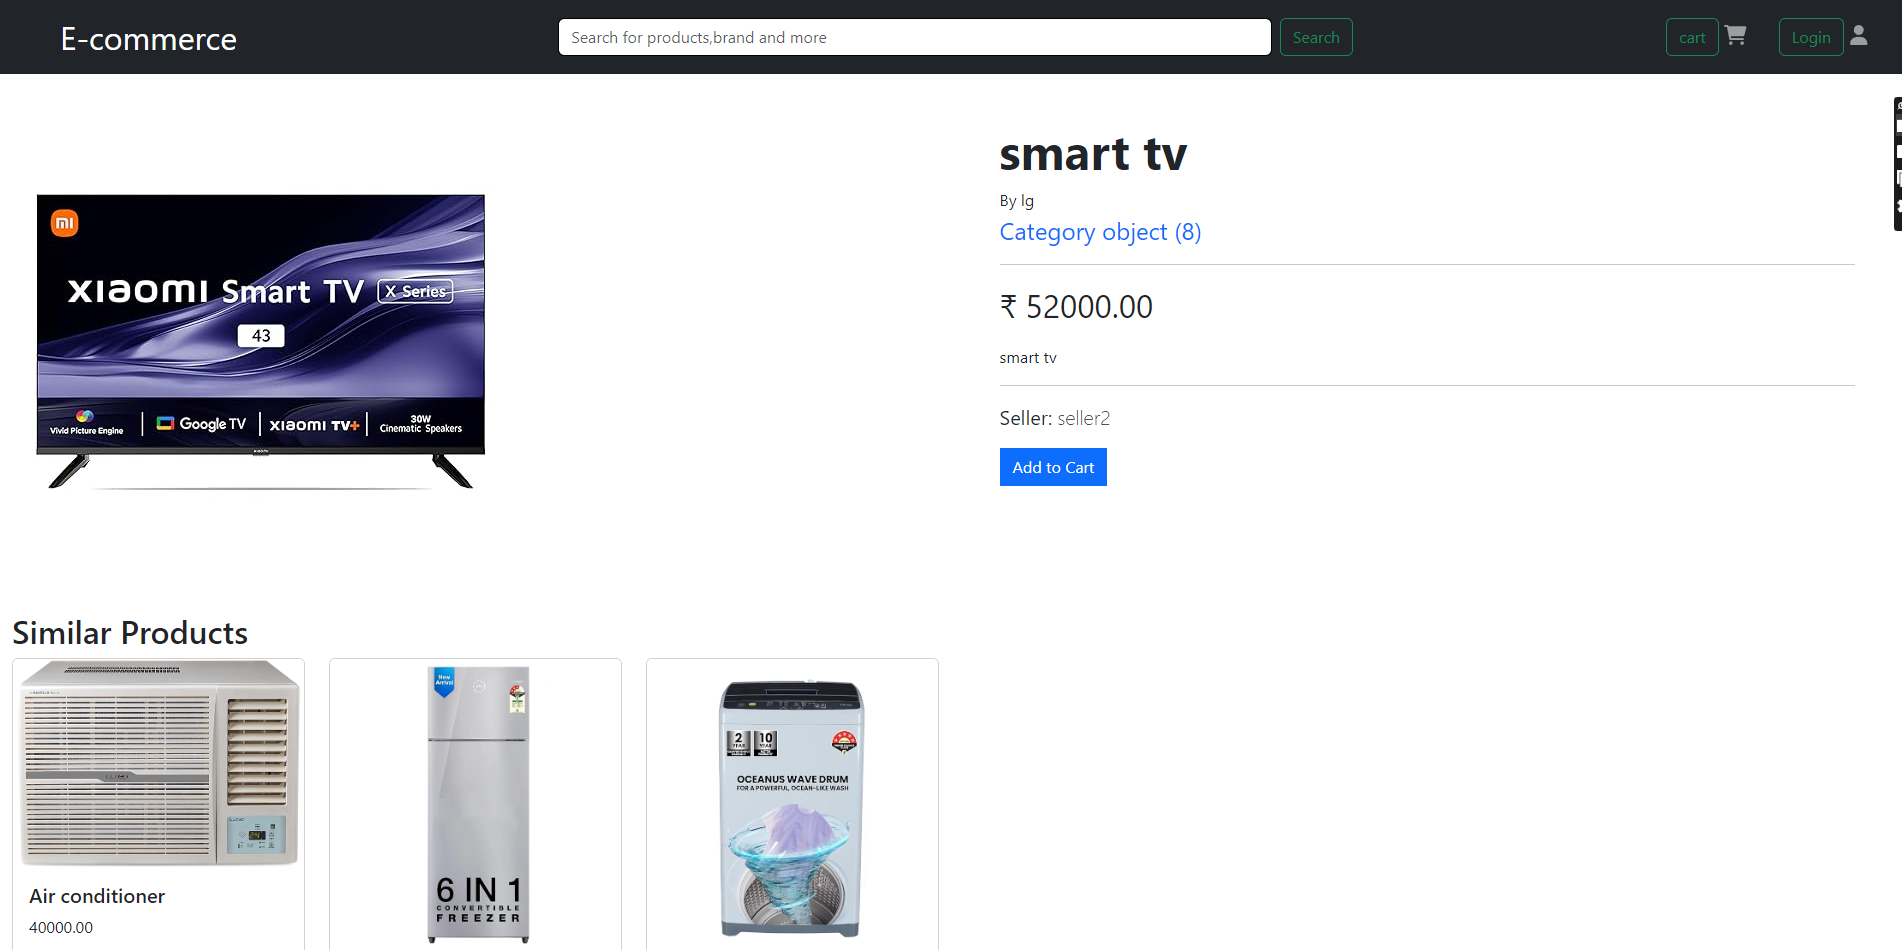 E-commerce
Search for products,brand and more
Search
cart
Login
smart tv
By lg
Category object (8)
₹ 52000.00
smart tv
Seller: seller2
Add to Cart
mi
xiaomi Smart TV X Series
43
Vivid Picture Engine
Google TV
xiaomi TV+
30W
Cinematic Speakers
Similar Products
Air conditioner
40000.00
New
Arrival
6 IN 1
CONVERTIBLE
FREEZER
2
YEAR
10
YEAR
OCEANUS WAVE DRUM
FOR A POWERFUL, OCEAN-LIKE WASH